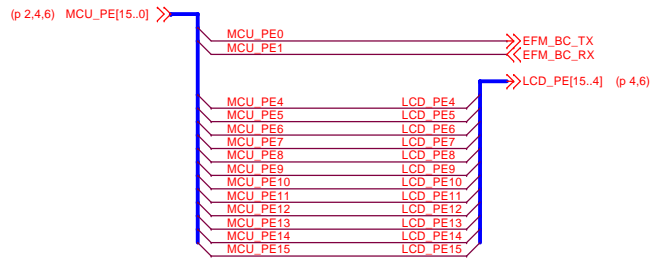 (p 2,4,6) MCU_PE[15..0]
MCU_PE0 EFM_BC_TX
MCU_PE1 EFM_BC_RX
LCD_PE[15..4] (p 4,6)
MCU_PE4 LCD_PE4
MCU_PE5 LCD_PE5
MCU_PE6 LCD_PE6
MCU_PE7 LCD_PE7
MCU_PE8 LCD_PE8
MCU_PE9 LCD_PE9
MCU_PE10 LCD_PE10
MCU_PE11 LCD_PE11
MCU_PE12 LCD_PE12
MCU_PE13 LCD_PE13
MCU_PE14 LCD_PE14
MCU_PE15 LCD_PE15